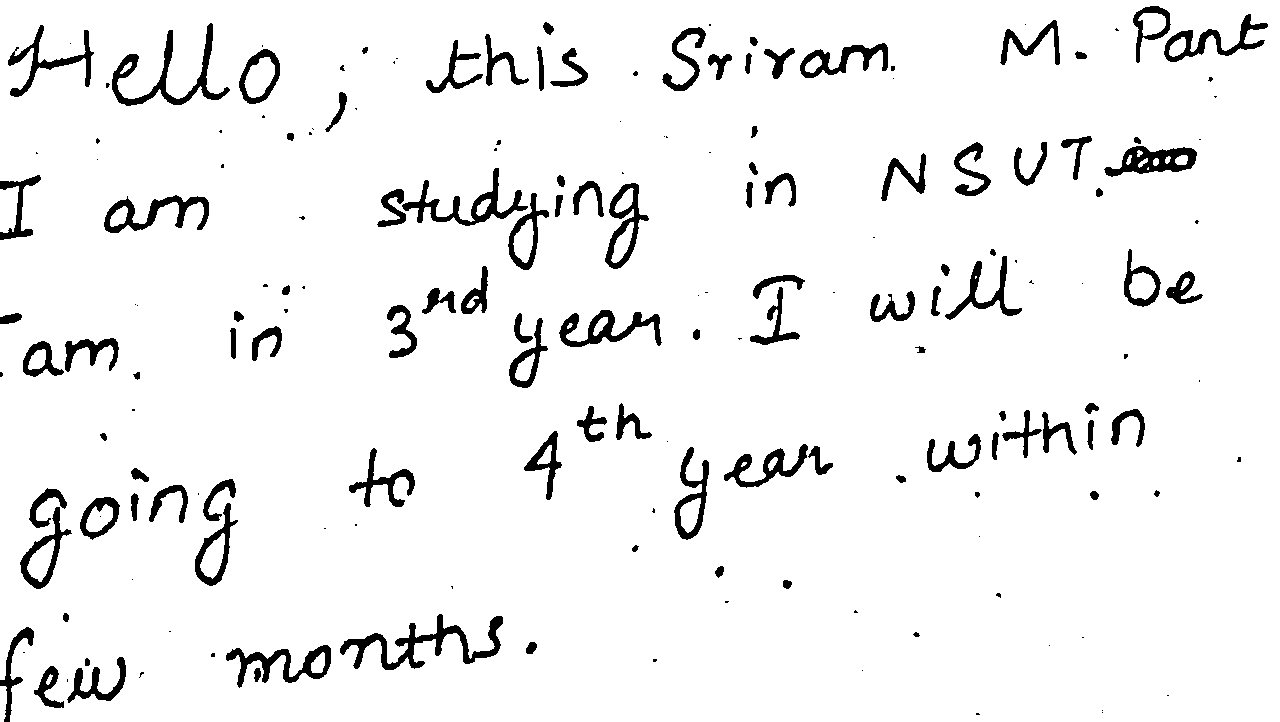 Hello, this Sriram M. Pant
I am studying in NSUT.
I am in 3rd year. I will be
going to 4th year within
few months.